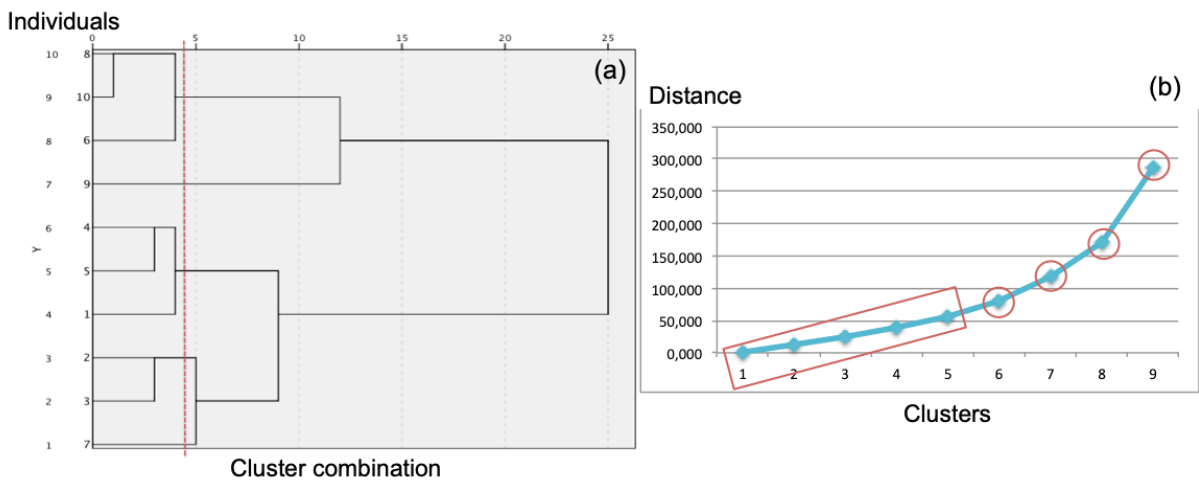 Individuals
0 5 10 15 20 25
(a)
10 8
9 10
8 6
7 9
6 4
Y
5 5
4 1
3 2
2 3
1 7
Cluster combination
(b)
Distance
350,000
300,000
250,000
200,000
150,000
100,000
50,000
0,000
1 2 3 4 5 6 7 8 9
Clusters